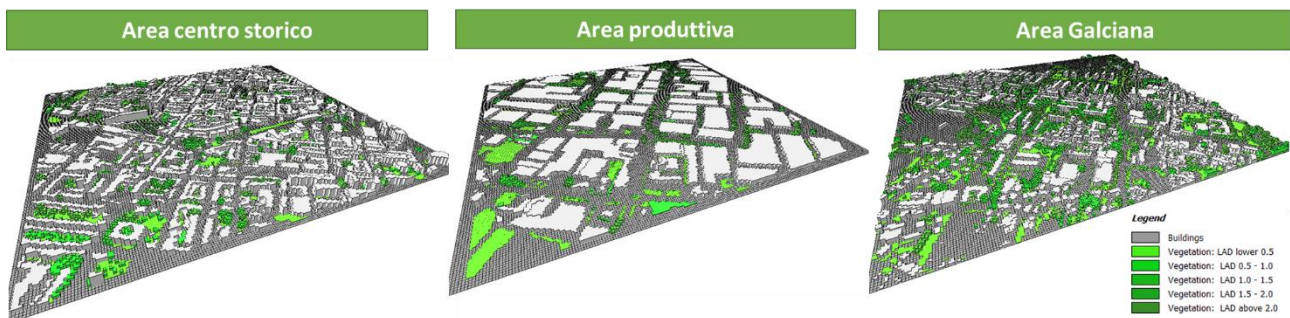 Area centro storico
Area produttiva
Area Galciana
Legend
Buildings
Vegetation: LAD lower 0.5
Vegetation: LAD 0.5 - 1.0
Vegetation: LAD 1.0 - 1.5
Vegetation: LAD 1.5 - 2.0
Vegetation: LAD above 2.0